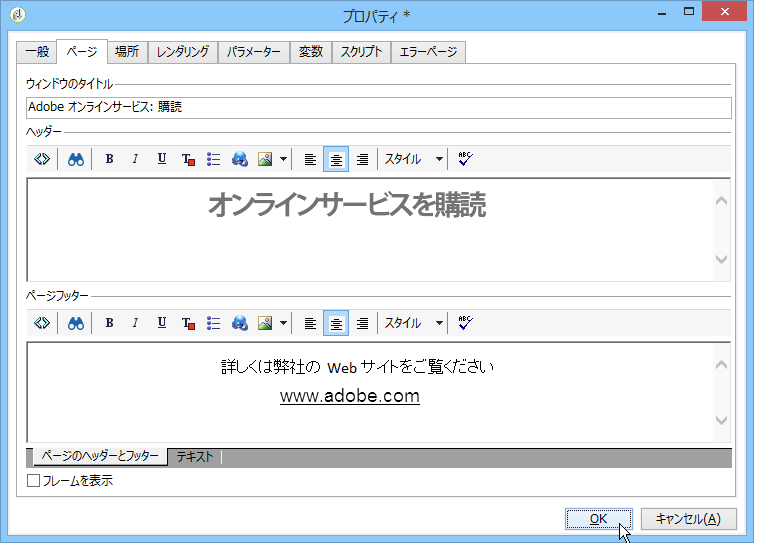 プロパティ *
一般 ページ 場所 レンダリング パラメーター 変数 スクリプト エラーページ
ウィンドウのタイトル
Adobe オンラインサービス: 購読
ヘッダー
B I U T スタイル ABC
オンラインサービスを購読
ページフッター
B I U T スタイル ABC
詳しくは弊社の Web サイトをご覧ください
www.adobe.com
ページのヘッダーとフッター テキスト
フレームを表示
OK キャンセル(A)